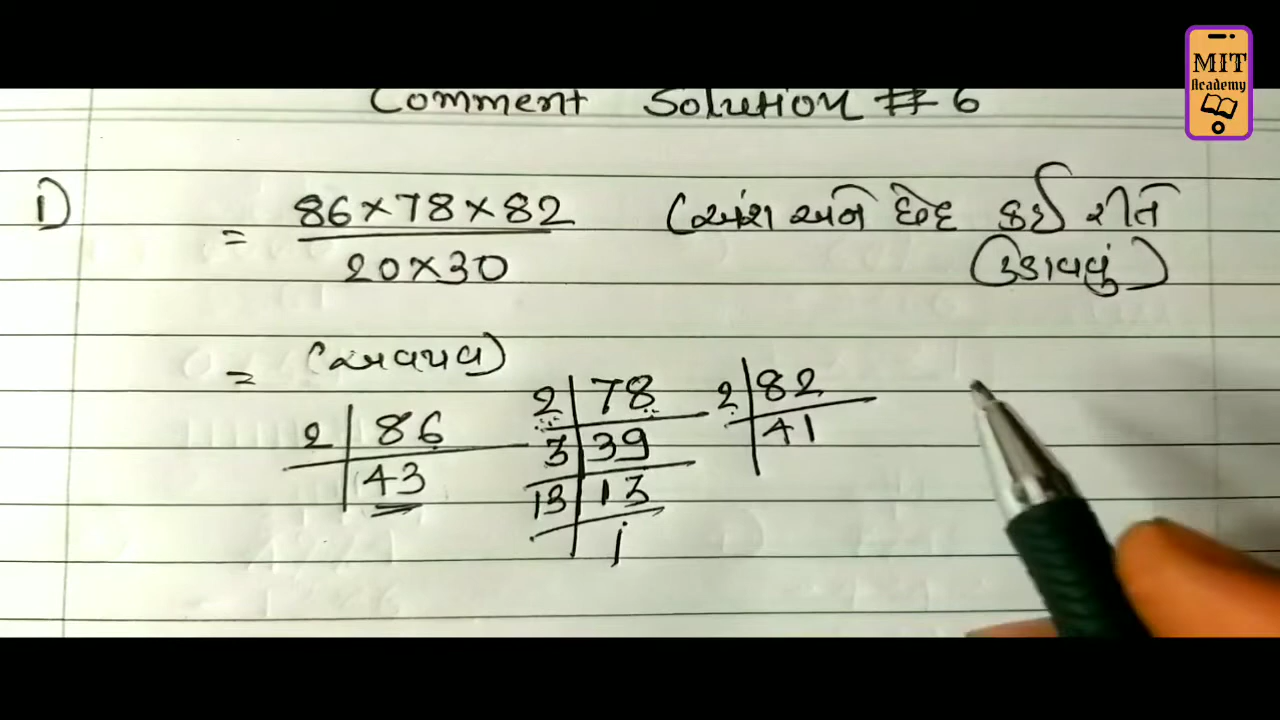 MIT
Academy
Comment Solution # 6
1)
= 86×78×82 (અંશ અને છેદ કઈ રીતે
20×30 ઉડાવવું)
= (અવયવ)
2 | 86
43
2 | 78
3 | 39
13 | 13
1
2 | 82
41